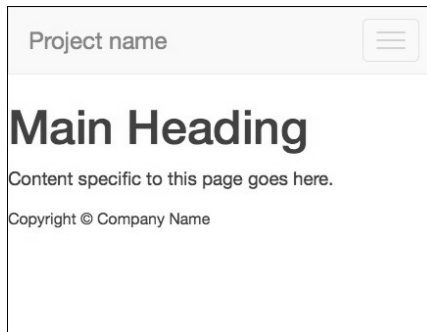 Project name
Main Heading
Content specific to this page goes here.
Copyright © Company Name